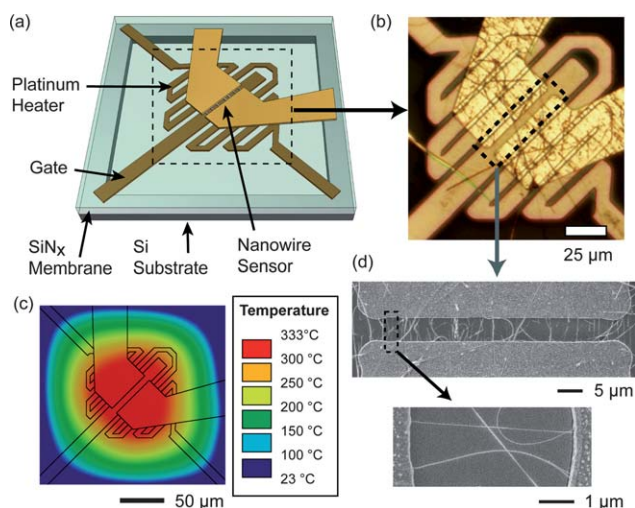 (a)
Platinum
Heater
Gate
SiNx
Membrane
Si
Substrate
Nanowire
Sensor
(b)
25 µm
(c)
50 µm
Temperature
333°C
300 °C
250 °C
200 °C
150 °C
100 °C
23 °C
(d)
5 µm
1 µm